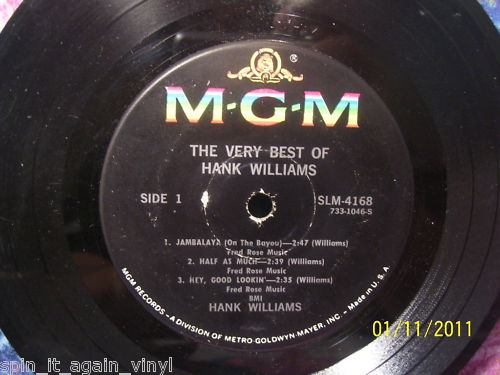 ®
M-G-M
THE VERY BEST OF
HANK WILLIAMS
SIDE 1
SLM-4168
733-1046-S
1. JAMBALAYA (On The Bayou)—2:47 (Williams)
Fred Rose Music
2. HALF AS MUCH—2:39 (Williams)
Fred Rose Music
3. HEY, GOOD LOOKIN'—2:35 (Williams)
Fred Rose Music
BMI
HANK WILLIAMS
MGM RECORDS - A DIVISION OF METRO-GOLDWYN-MAYER, INC. - Made in U.S.A.
01/11/2011
spin_it_again_vinyl